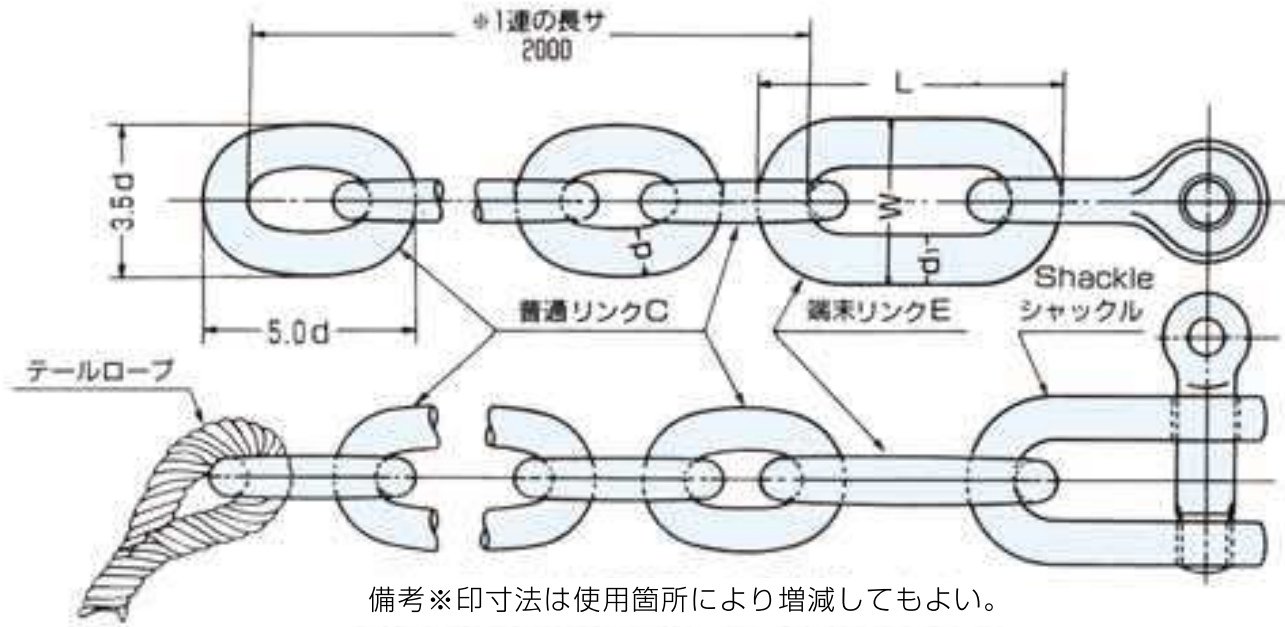 ※1連の長サ
2000
L
3.5d
W
d
d1
5.0d
普通リンクC
端末リンクE
Shackle
シャックル
テールロープ
備考※印寸法は使用箇所により増減してもよい。